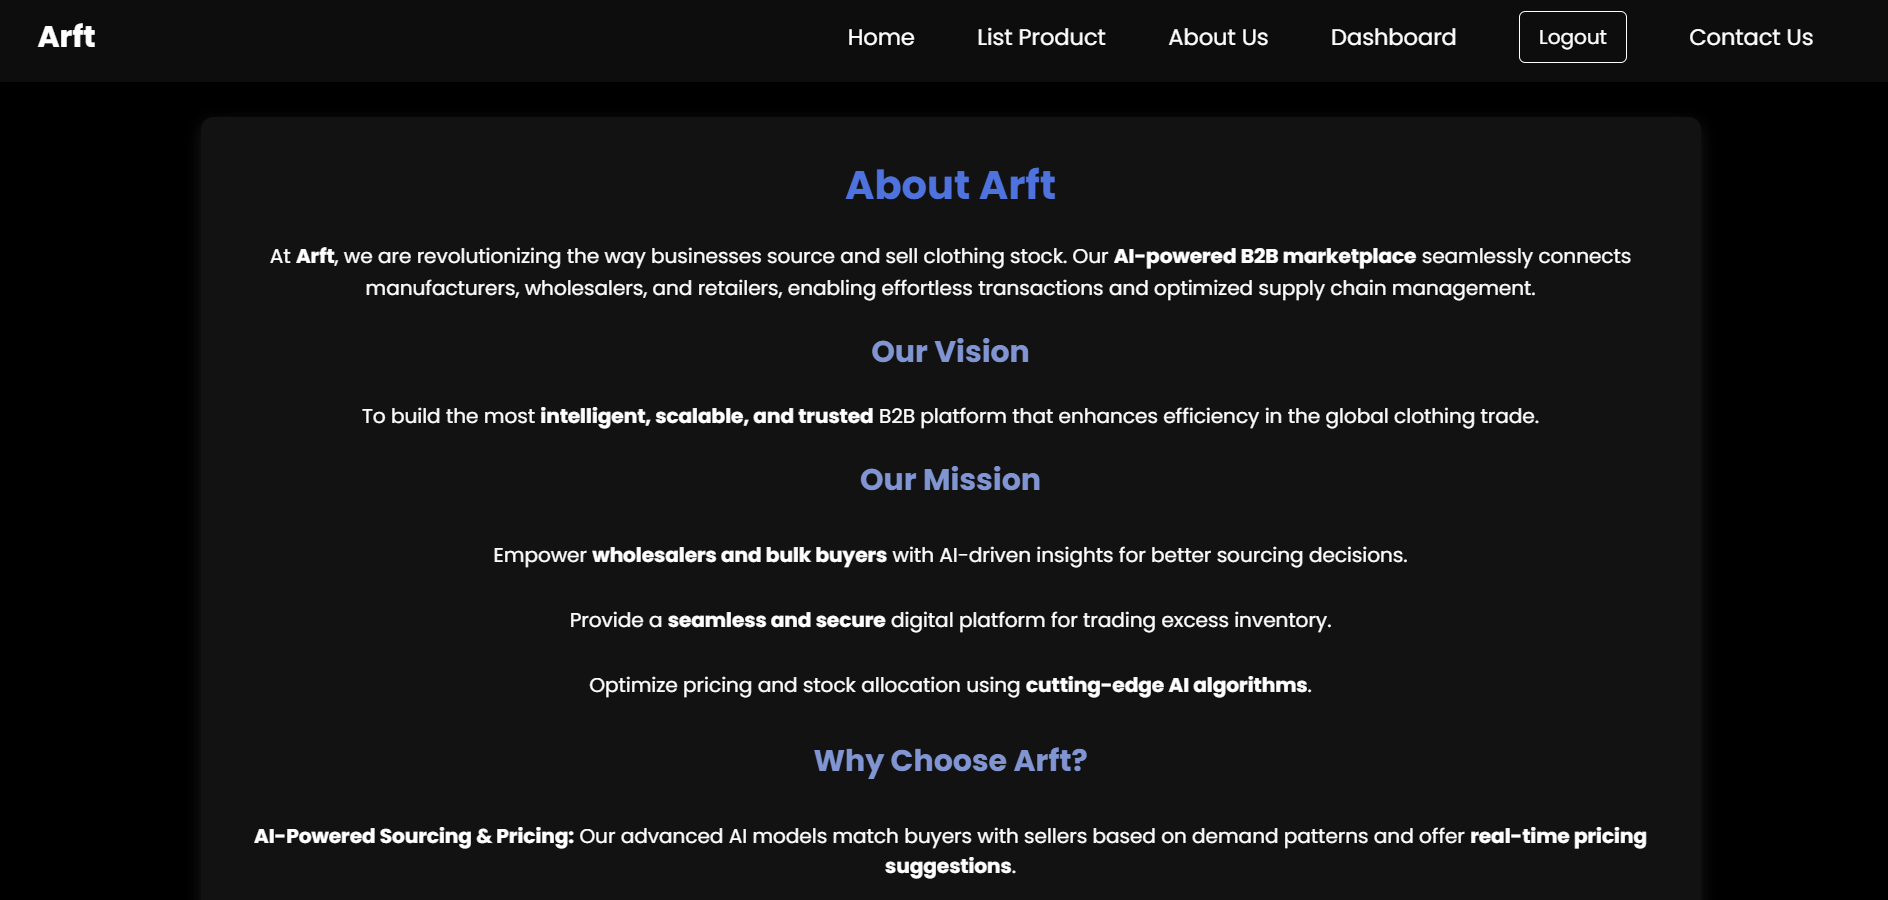 Arft
Home
List Product
About Us
Dashboard
Logout
Contact Us
About Arft
At Arft, we are revolutionizing the way businesses source and sell clothing stock. Our AI-powered B2B marketplace seamlessly connects
manufacturers, wholesalers, and retailers, enabling effortless transactions and optimized supply chain management.
Our Vision
To build the most intelligent, scalable, and trusted B2B platform that enhances efficiency in the global clothing trade.
Our Mission
Empower wholesalers and bulk buyers with AI-driven insights for better sourcing decisions.
Provide a seamless and secure digital platform for trading excess inventory.
Optimize pricing and stock allocation using cutting-edge AI algorithms.
Why Choose Arft?
AI-Powered Sourcing & Pricing: Our advanced AI models match buyers with sellers based on demand patterns and offer real-time pricing
suggestions.